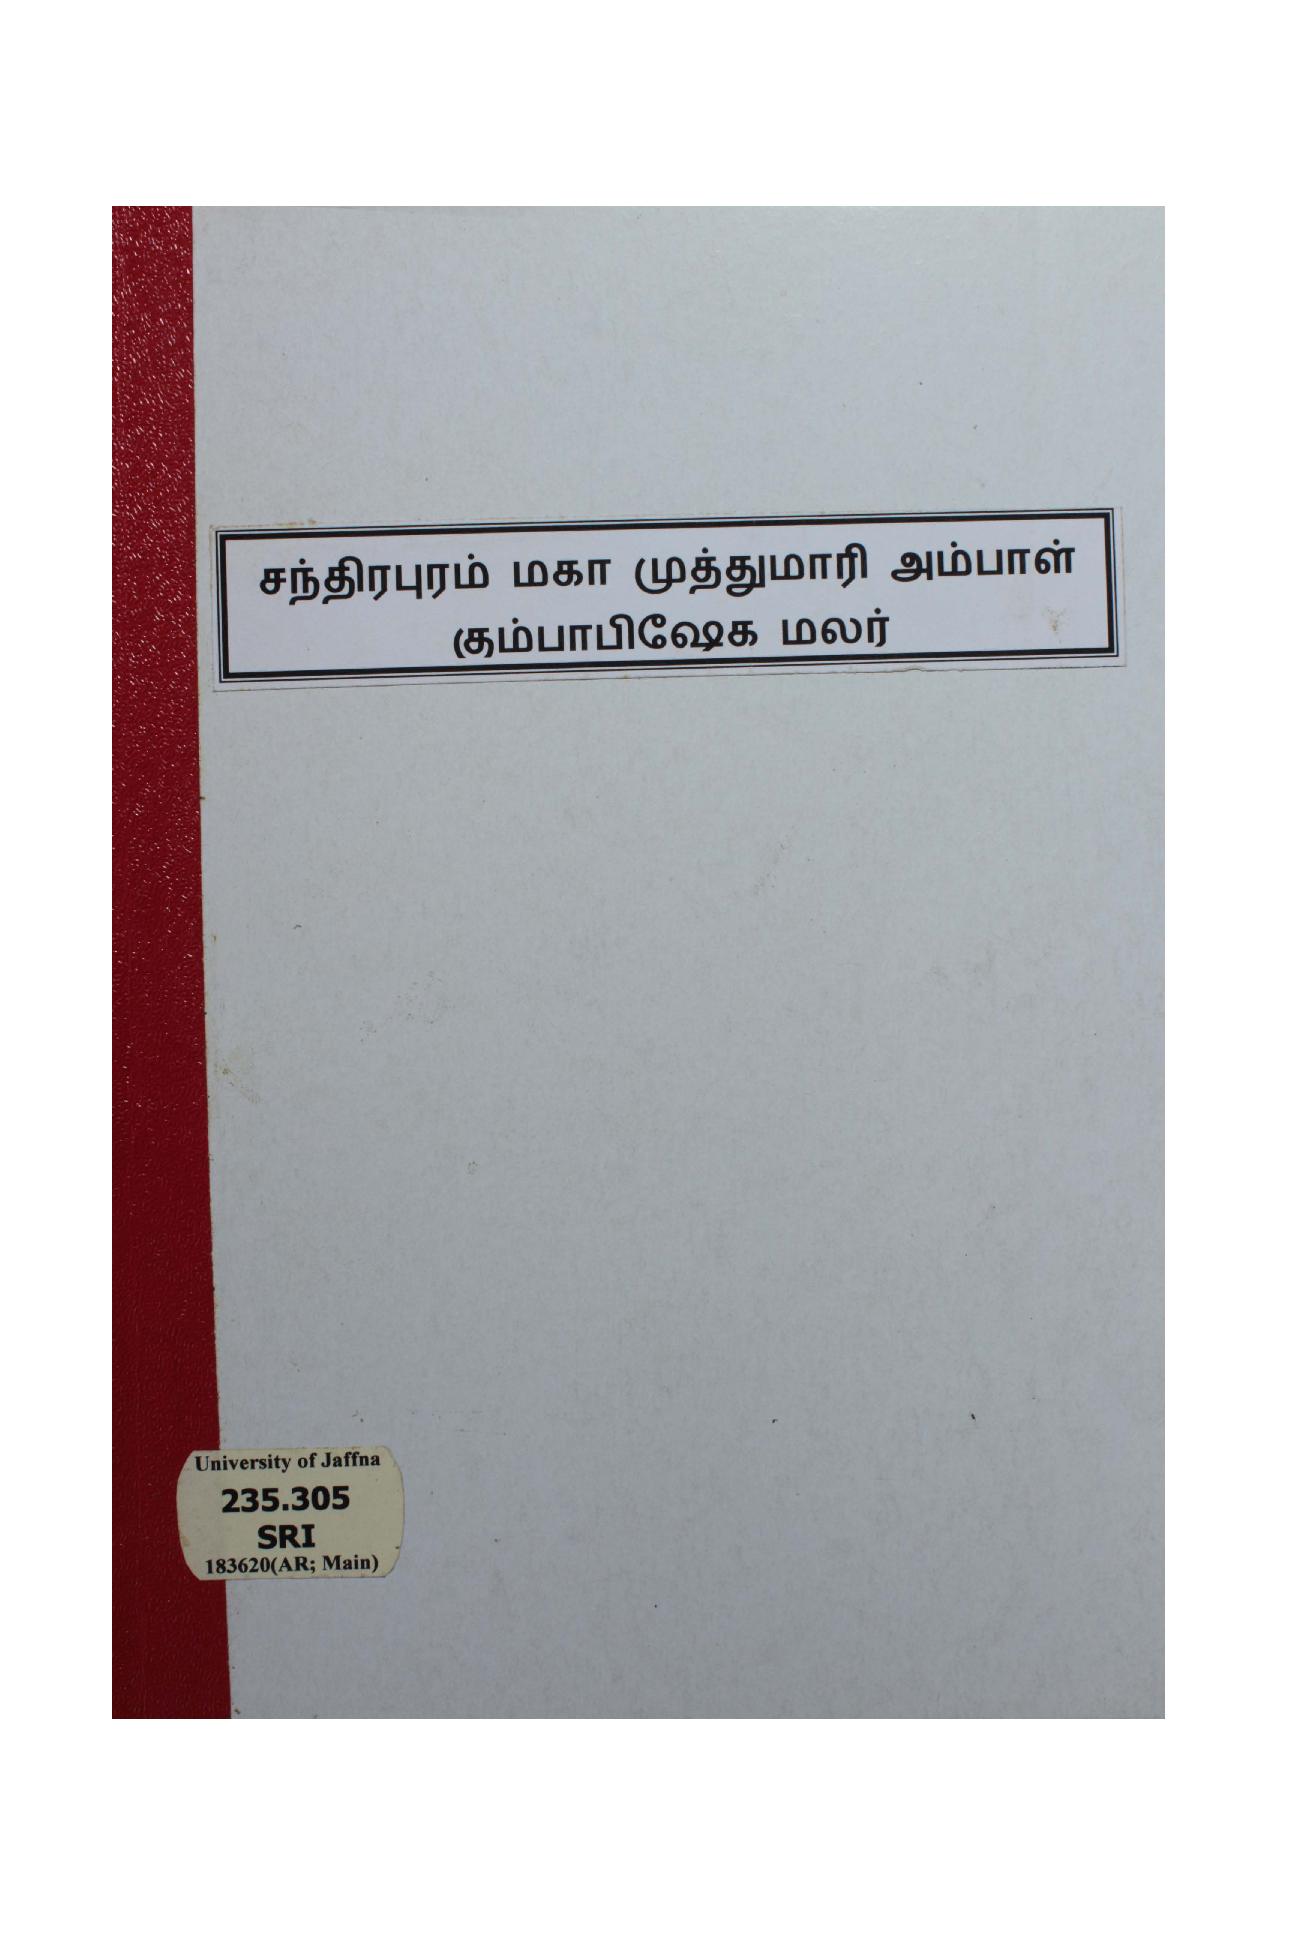 சந்திரபுரம் மகா முத்துமாரி அம்பாள்
கும்பாபிஷேக மலர்
University of Jaffna
235.305
SRI
183620(AR; Main)